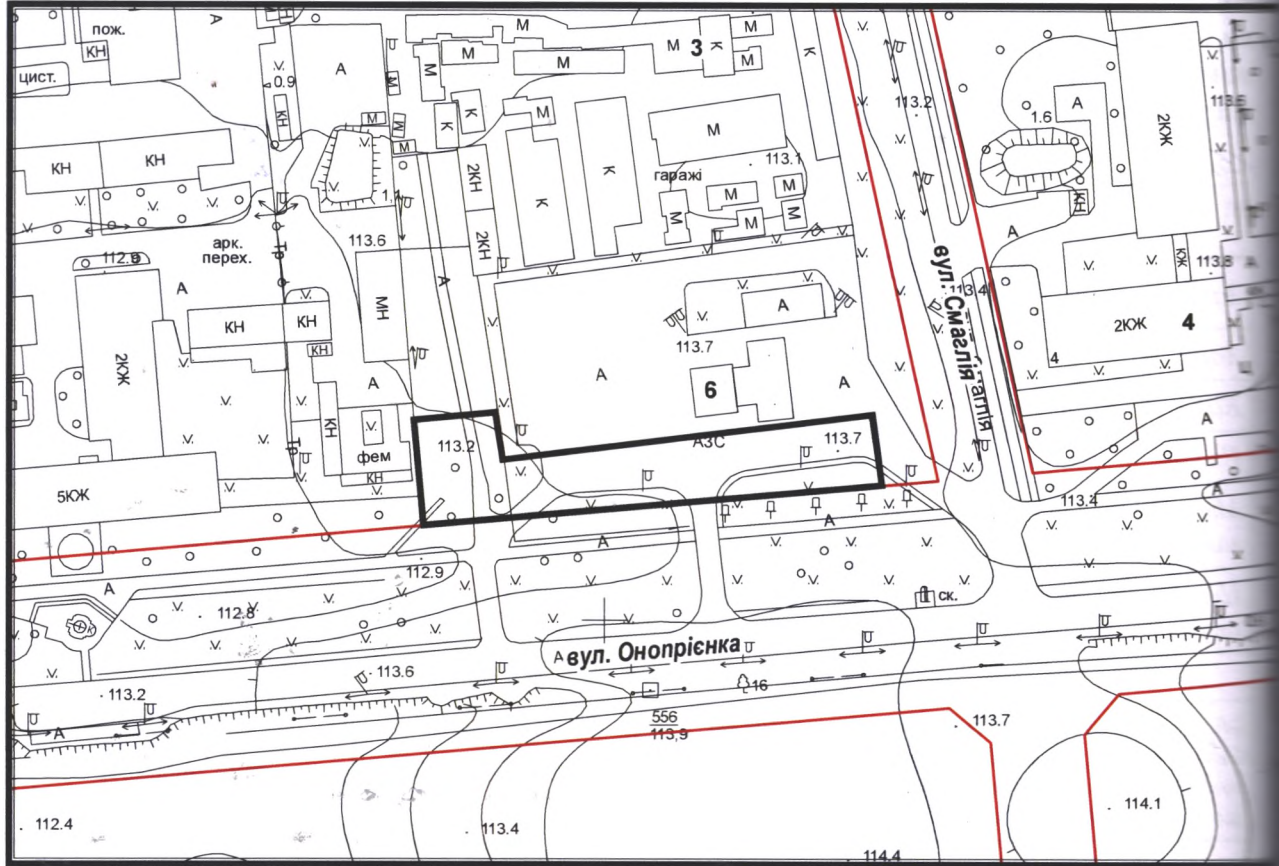 пож.
КН
цист.
А
0.9
КН
А
М
М
М
М
М
3
К
М
М
М
К
К
М
М
М
М
К
К
М
113.1
гаражі
М
М
М
М
М
К
113.2
1.6
А
2КЖ
113.6
КН
КН
КН
1,1
2КН
2КН
113.6
арк.
перех.
112.9
А
Тр
А
МН
КН
КН
КН
КН
2КЖ
А
113.7
А
6
А
А
вул. Смаглія
113.4
аглія
А
КН
КЖ
113.8
А
2КЖ
4
4
А
113.2
АЗС
113.7
фем
КН
Тр
5КЖ
113.4
А
А
А
112.9
А
112.8
К
ск.
А
вул. Онопрієнка
113.2
113.6
16
А
556
113,9
113.7
112.4
113.4
114.1
114.4